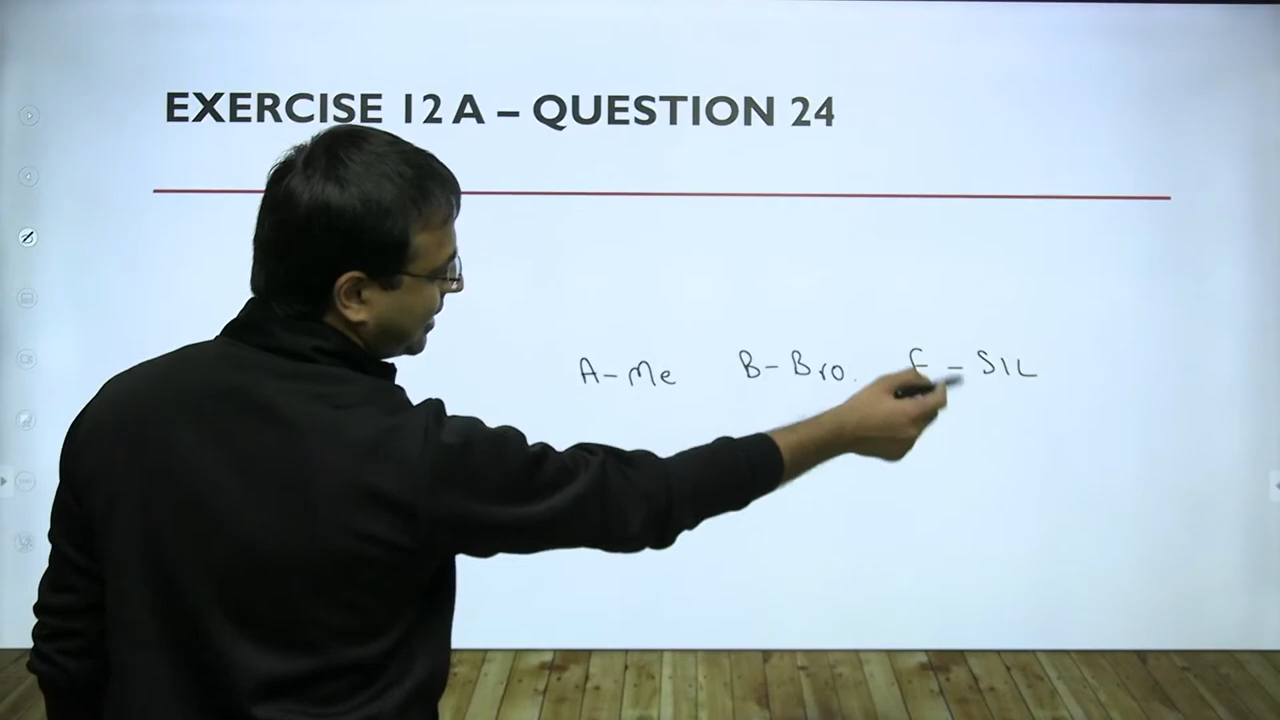 EXERCISE 12 A – QUESTION 24
A - Me B - Bro. - SIL